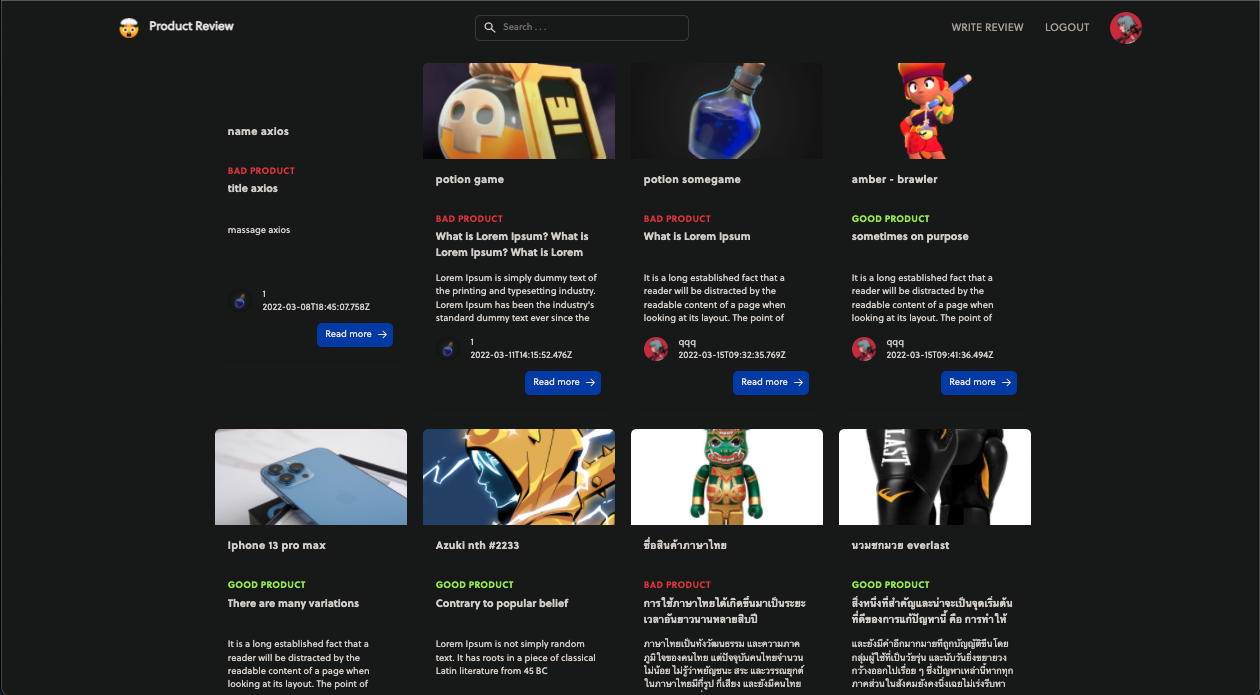 Product Review
Search . . .
WRITE REVIEW
LOGOUT
name axios
BAD PRODUCT
title axios
massage axios
1
2022-03-08T18:45:07.758Z
Read more
potion game
BAD PRODUCT
What is Lorem Ipsum? What is
Lorem Ipsum? What is Lorem
Lorem Ipsum is simply dummy text of
the printing and typesetting industry.
Lorem Ipsum has been the industry's
standard dummy text ever since the
1
2022-03-11T14:15:52.476Z
Read more
potion somegame
BAD PRODUCT
What is Lorem Ipsum
It is a long established fact that a
reader will be distracted by the
readable content of a page when
looking at its layout. The point of
qqq
2022-03-15T09:32:35.769Z
Read more
amber - brawler
GOOD PRODUCT
sometimes on purpose
It is a long established fact that a
reader will be distracted by the
readable content of a page when
looking at its layout. The point of
qqq
2022-03-15T09:41:36.494Z
Read more
Iphone 13 pro max
GOOD PRODUCT
There are many variations
It is a long established fact that a
reader will be distracted by the
readable content of a page when
looking at its layout. The point of
Azuki nth #2233
GOOD PRODUCT
Contrary to popular belief
Lorem Ipsum is not simply random
text. It has roots in a piece of classical
Latin literature from 45 BC
ชื่อสินค้าภาษาไทย
BAD PRODUCT
การใช้ภาษาไทยได้เกิดขึ้นมาเป็นระยะ
เวลาอันยาวนานหลายสิบปี
ภาษาไทยเป็นทั้งวัฒนธรรม และความภาค
ภูมิใจของคนไทย แต่ปัจจุบันคนไทยจำนวน
ไม่น้อย ไม่รู้ว่าพยัญชนะ สระ และวรรณยุกต์
ในภาษาไทยมีกี่รูป กี่เสียง และยังมีคนไทย
LAST
นวมชกมวย everlast
GOOD PRODUCT
สิ่งหนึ่งที่สำคัญและน่าจะเป็นจุดเริ่มต้น
ที่ดีของการแก้ปัญหานี้ คือ การทำให้
และยังมีคำอีกมากมายที่ถูกบัญญัติขึ้นโดย
กลุ่มผู้ใช้ที่เป็นวัยรุ่น และนับวันยิ่งขยายวง
กว้างออกไปเรื่อย ๆ ซึ่งปัญหาเหล่านี้หากทุก
ภาคส่วนในสังคมยังคงนิ่งเฉยไม่เร่งรีบหา